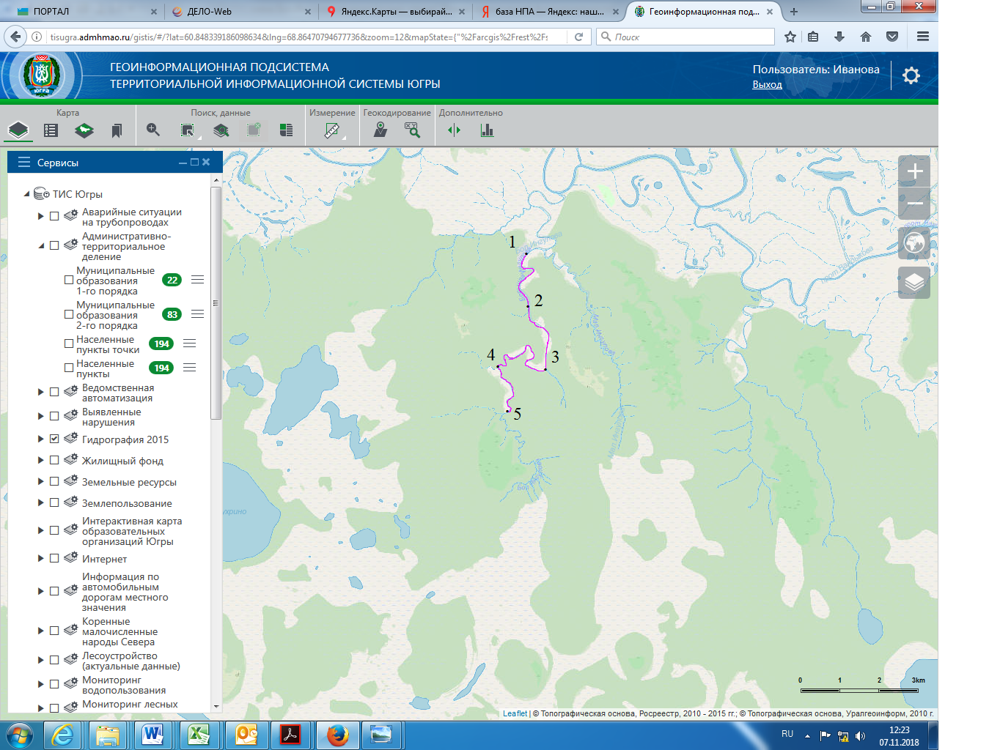 ПОРТАЛ
ДЕЛО-Web
Яндекс.Карты — выбирай...
база НПА — Яндекс: наш...
Геоинформационная под...
tisugra.admhmao.ru/gistis/#/?lat=60.848339186098634&lng=68.86470794677736&zoom=12&mapState={"%2Farcgis%2Frest%2Fs
Поиск
ГЕОИНФОРМАЦИОННАЯ ПОДСИСТЕМА
ТЕРРИТОРИАЛЬНОЙ ИНФОРМАЦИОННОЙ СИСТЕМЫ ЮГРЫ
ЮГРА
Пользователь: Иванова
Выход
Карта
Поиск, данные
Измерение
Геокодирование
Дополнительно
Сервисы
ТИС Югры
Аварийные ситуации
на трубопроводах
Административно-
территориальное
деление
Муниципальные
образования
1-го порядка
22
Муниципальные
образования
2-го порядка
83
Населенные
пункты точки
194
Населенные
пункты
194
Ведомственная
автоматизация
Выявленные
нарушения
Гидрография 2015
Жилищный фонд
Земельные ресурсы
Землепользование
Интерактивная карта
образовательных
организаций Югры
Интернет
Информация по
автомобильным
дорогам местного
значения
Коренные
малочисленные
народы Севера
Лесоустройство
(актуальные данные)
Мониторинг
водопользования
Мониторинг лесных
1
2
3
4
5
0 1 2 3km
Leaflet | © Топографическая основа, Росреестр, 2010 - 2015 гг.; © Топографическая основа, Уралгеоинформ, 2010 г.
RU
12:23
07.11.2018